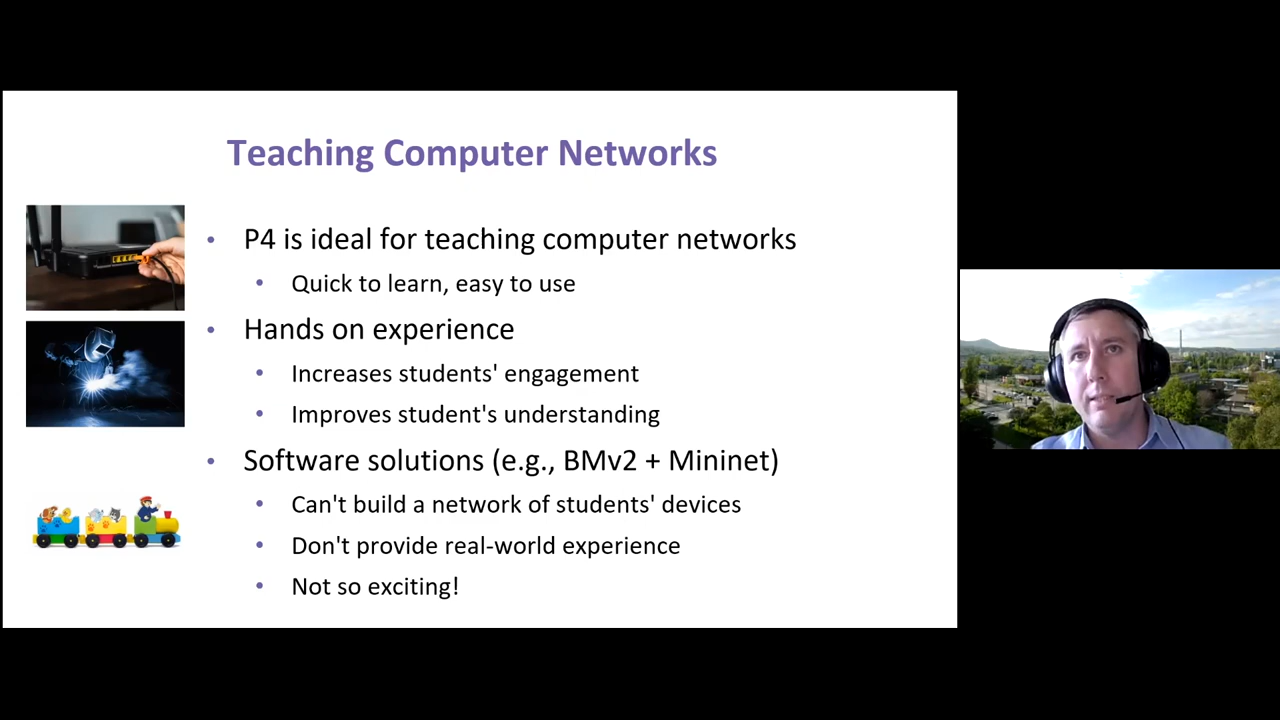 Teaching Computer Networks
• P4 is ideal for teaching computer networks
• Quick to learn, easy to use
• Hands on experience
• Increases students' engagement
• Improves student's understanding
• Software solutions (e.g., BMv2 + Mininet)
• Can't build a network of students' devices
• Don't provide real-world experience
• Not so exciting!